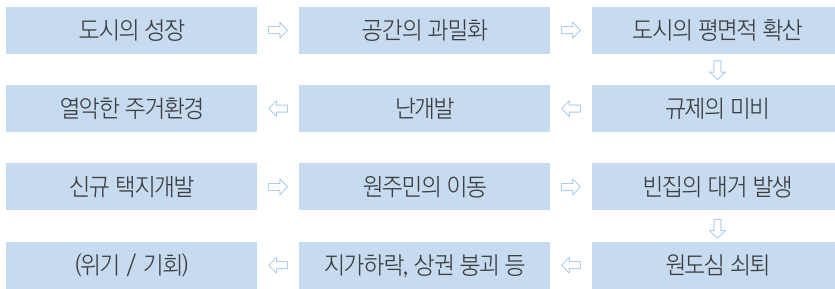 도시의 성장
공간의 과밀화
도시의 평면적 확산
규제의 미비
난개발
열악한 주거환경
신규 택지개발
원주민의 이동
빈집의 대거 발생
원도심 쇠퇴
지가하락, 상권 붕괴 등
(위기 / 기회)